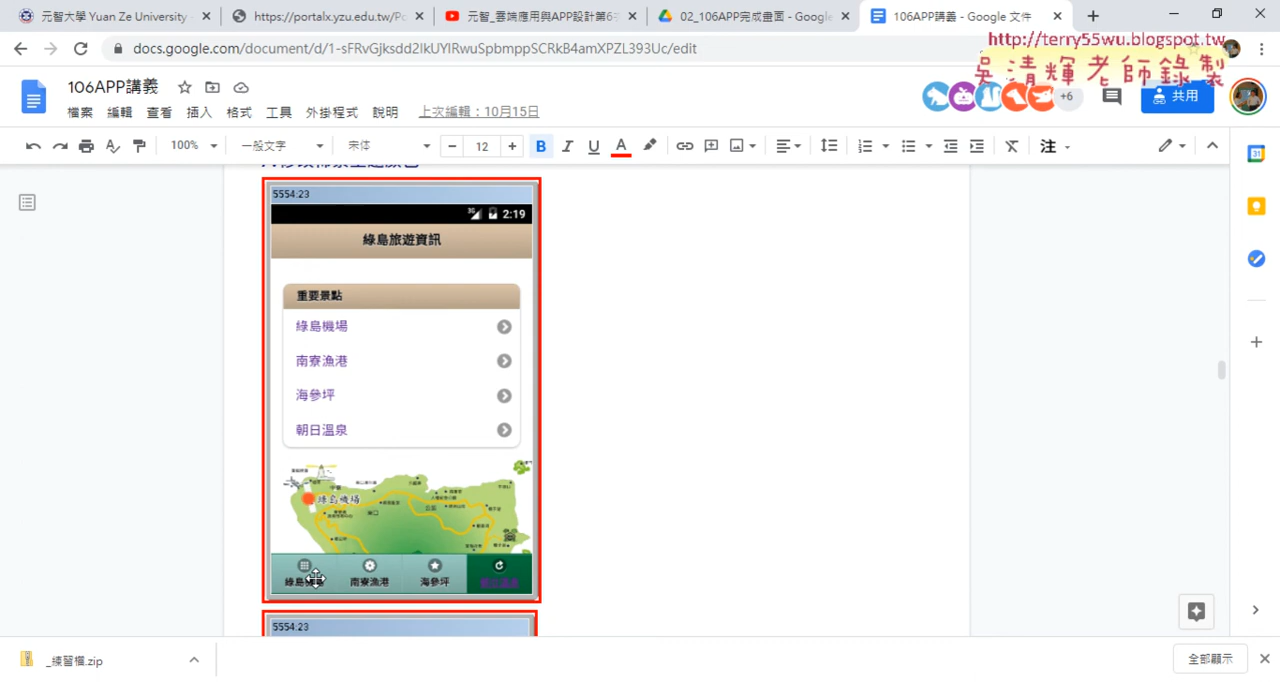 元智大學 Yuan Ze University
https://portalx.yzu.edu.tw/Po
元智_雲端應用與APP設計第6
02_106APP完成畫面 - Google
106APP講義 - Google 文件
docs.google.com/document/d/1-sFRvGjksdd2lkUYlRwuSpbmppSCRkB4amXPZL393Uc/edit
http://terry55wu.blogspot.tw
吳清輝老師錄製
106APP講義
檔案 編輯 查看 插入 格式 工具 外掛程式 說明 上次編輯：10月15日
+6
共用
100% 一般文字 宋体 12 B I U A 注
31
5554:23
3G 2:19
綠島旅遊資訊
重要景點
綠島機場
南寮漁港
海參坪
朝日溫泉
綠島機場
南寮漁港 海參坪
5554:23
_練習檔.zip
全部顯示